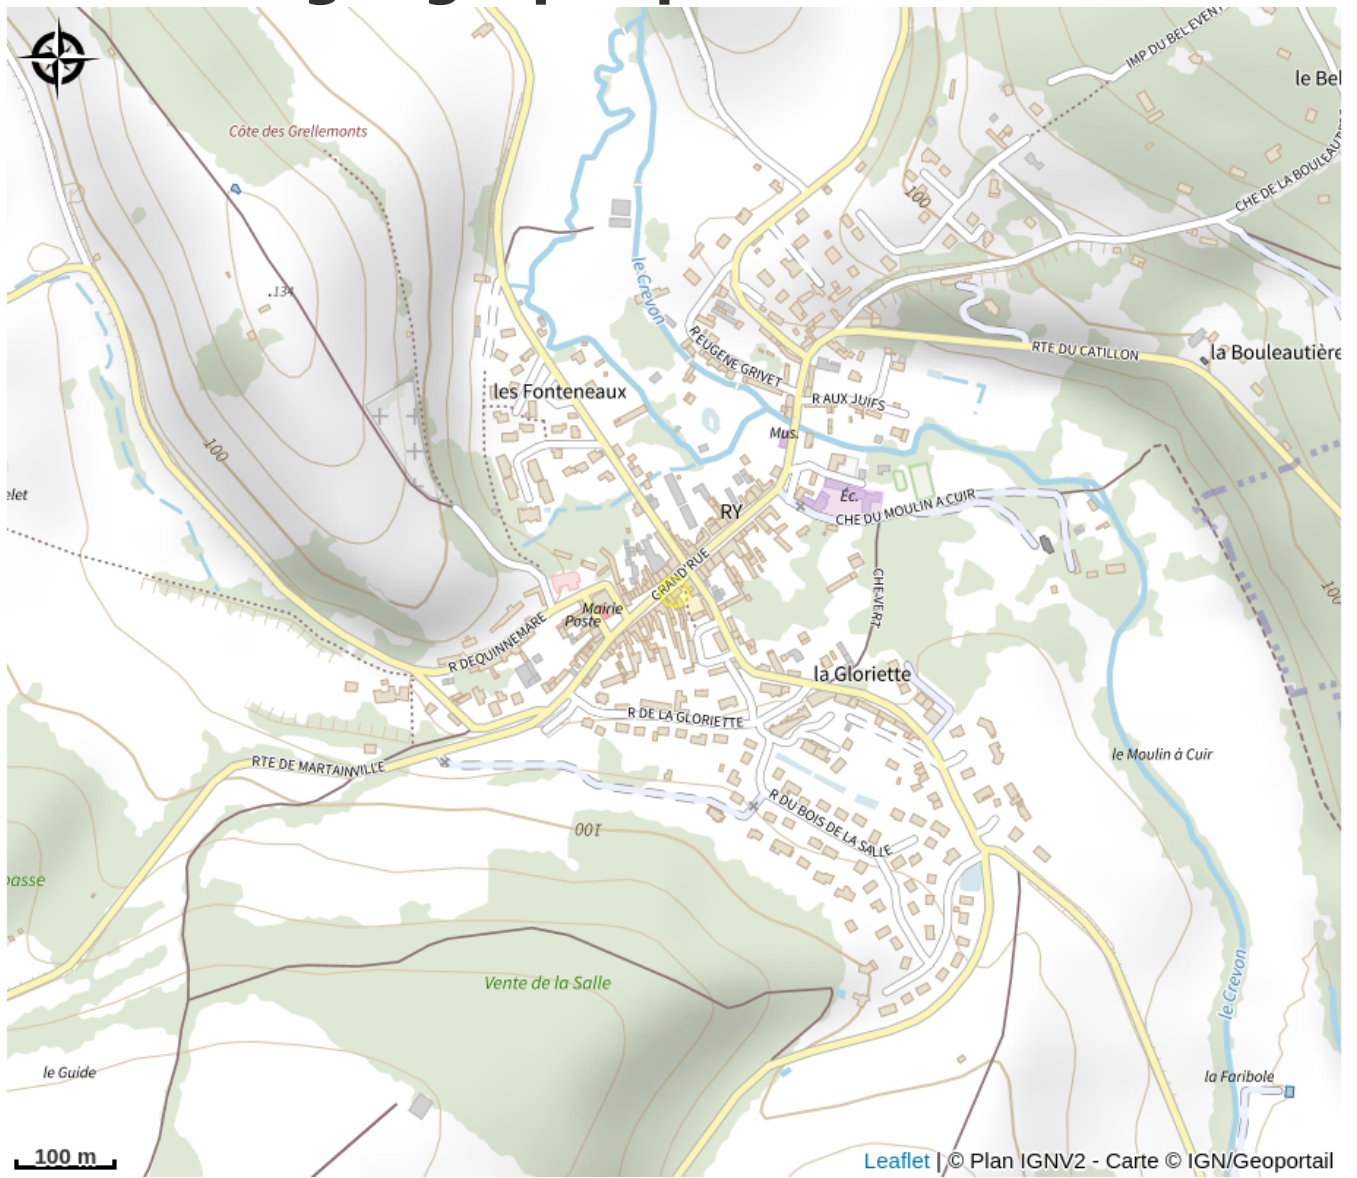 IMP DU BEL EVENT
le Bel
Côte des Grellemonts
CHE DE LA BOULEAUT
100
le Crevon
.134
R EUGENE GRIVET
RTE DU CATILLON
la Bouleautière
les Fonteneaux
R AUX JUIFS
Mus.
100
elet
Éc.
RY
CHE DU MOULIN A CUIR
GRAND'RUE
CHE VERT
100
Mairie
Poste
R DEQUINNEMARE
la Gloriette
R DE LA GLORIETTE
le Moulin à Cuir
RTE DE MARTAINVILLE
R DU BOIS DE LA SALLE
100
basse
Vente de la Salle
le Crevon
le Guide
la Faribole
100 m
Leaflet | © Plan IGNV2 - Carte © IGN/Geoportail